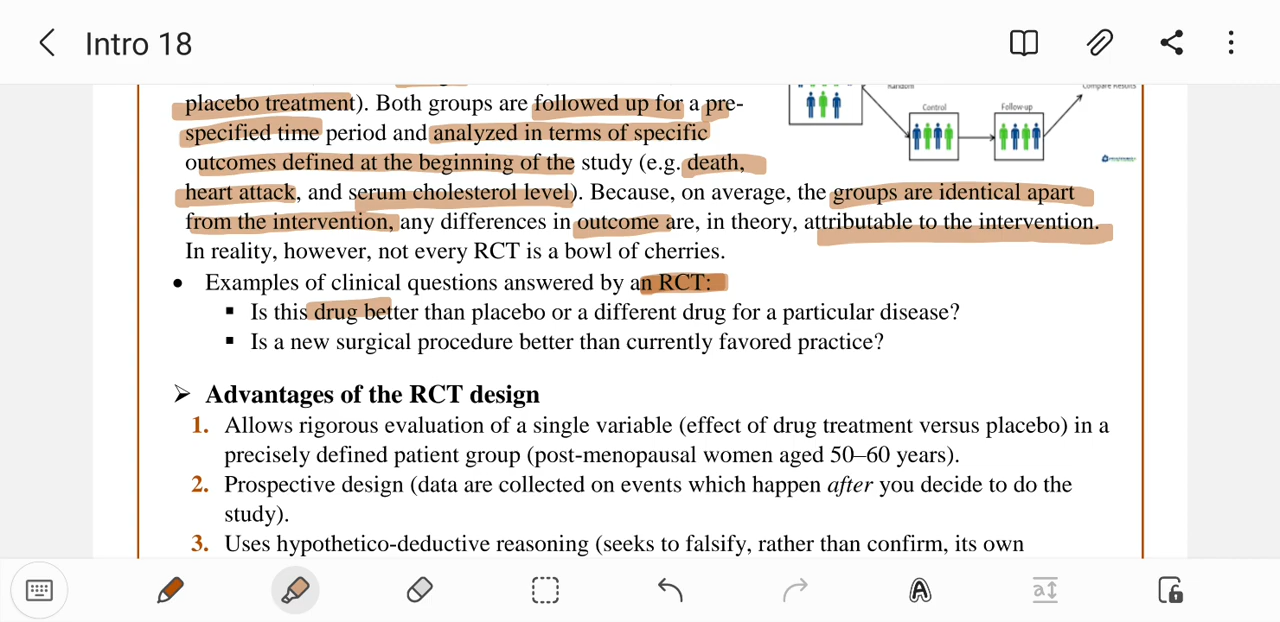 Intro 18
placebo treatment). Both groups are followed up for a pre-
specified time period and analyzed in terms of specific
outcomes defined at the beginning of the study (e.g. death,
heart attack, and serum cholesterol level). Because, on average, the groups are identical apart
from the intervention, any differences in outcome are, in theory, attributable to the intervention.
In reality, however, not every RCT is a bowl of cherries.
Control
Follow-up
Compare Results
• Examples of clinical questions answered by an RCT:
▪ Is this drug better than placebo or a different drug for a particular disease?
▪ Is a new surgical procedure better than currently favored practice?
➢ Advantages of the RCT design
1. Allows rigorous evaluation of a single variable (effect of drug treatment versus placebo) in a
precisely defined patient group (post-menopausal women aged 50–60 years).
2. Prospective design (data are collected on events which happen after you decide to do the
study).
3. Uses hypothetico-deductive reasoning (seeks to falsify, rather than confirm, its own